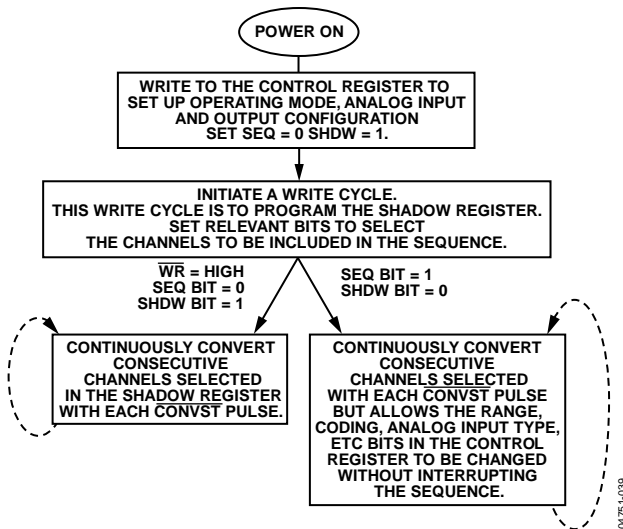 POWER ON
WRITE TO THE CONTROL REGISTER TO
SET UP OPERATING MODE, ANALOG INPUT
AND OUTPUT CONFIGURATION
SET SEQ = 0 SHDW = 1.
INITIATE A WRITE CYCLE.
THIS WRITE CYCLE IS TO PROGRAM THE SHADOW REGISTER.
SET RELEVANT BITS TO SELECT
THE CHANNELS TO BE INCLUDED IN THE SEQUENCE.
W̅R̅ = HIGH
SEQ BIT = 0
SHDW BIT = 1
SEQ BIT = 1
SHDW BIT = 0
CONTINUOUSLY CONVERT
CONSECUTIVE
CHANNELS SELECTED
IN THE SHADOW REGISTER
WITH EACH C̅O̅N̅V̅S̅T̅ PULSE.
CONTINUOUSLY CONVERT
CONSECUTIVE
CHANNELS SELECTED
WITH EACH C̅O̅N̅V̅S̅T̅ PULSE
BUT ALLOWS THE RANGE,
CODING, ANALOG INPUT TYPE,
ETC BITS IN THE CONTROL
REGISTER TO BE CHANGED
WITHOUT INTERRUPTING
THE SEQUENCE.
04751-039